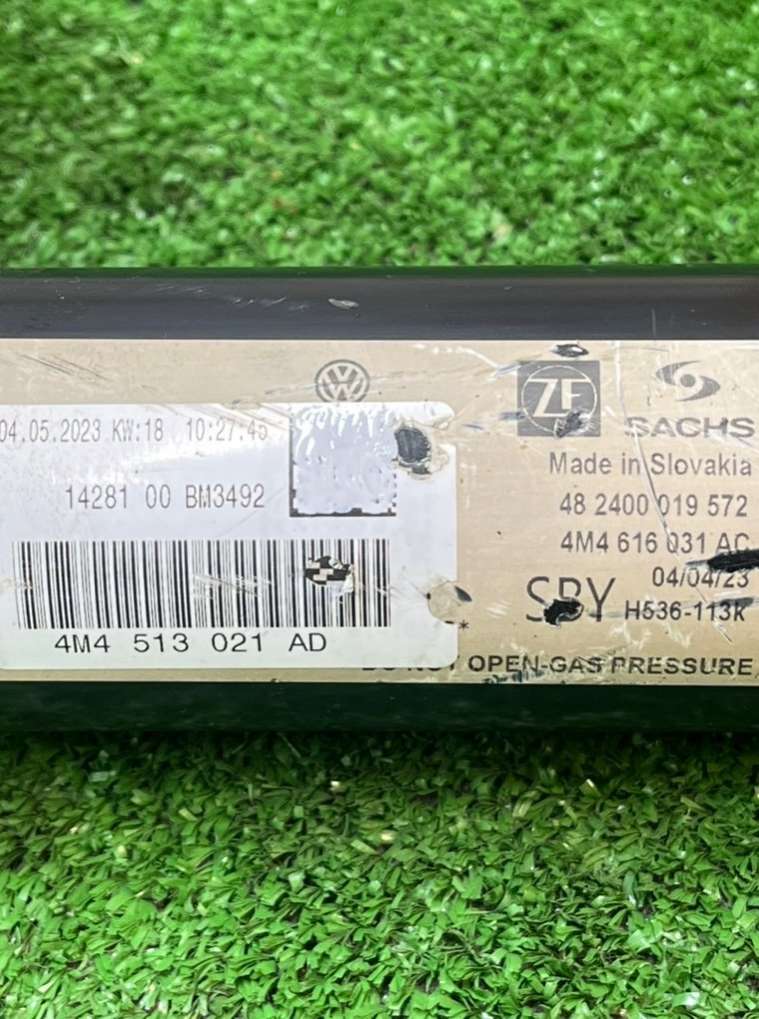 04.05.2023 KW:18 10:27:45
14281 00 BM3492
4M4 513 021 AD
ZF
SACHS
Made in Slovakia
48 2400 019 572
4M4 616 031 AC
04/04/23
H536-113k
OPEN-GAS PRESSURE